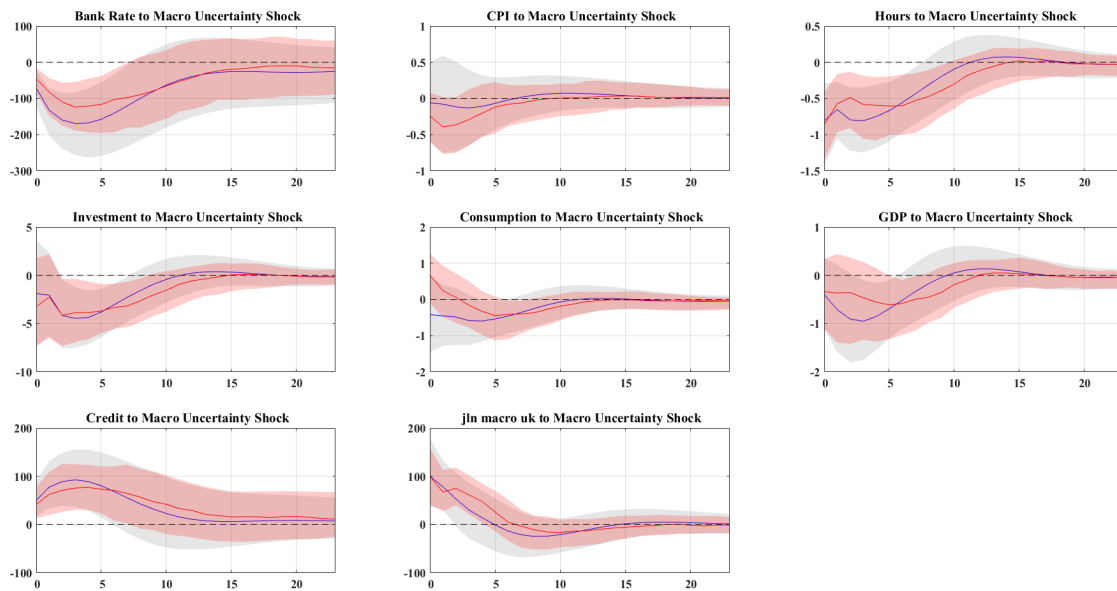 Bank Rate to Macro Uncertainty Shock
100
0
-100
-200
-300
0 5 10 15 20
CPI to Macro Uncertainty Shock
1
0.5
0
-0.5
-1
0 5 10 15 20
Hours to Macro Uncertainty Shock
0.5
0
-0.5
-1
-1.5
0 5 10 15 20
Investment to Macro Uncertainty Shock
5
0
-5
-10
0 5 10 15 20
Consumption to Macro Uncertainty Shock
2
1
0
-1
-2
0 5 10 15 20
GDP to Macro Uncertainty Shock
1
0
-1
-2
0 5 10 15 20
Credit to Macro Uncertainty Shock
200
100
0
-100
0 5 10 15 20
jln macro uk to Macro Uncertainty Shock
200
100
0
-100
0 5 10 15 20